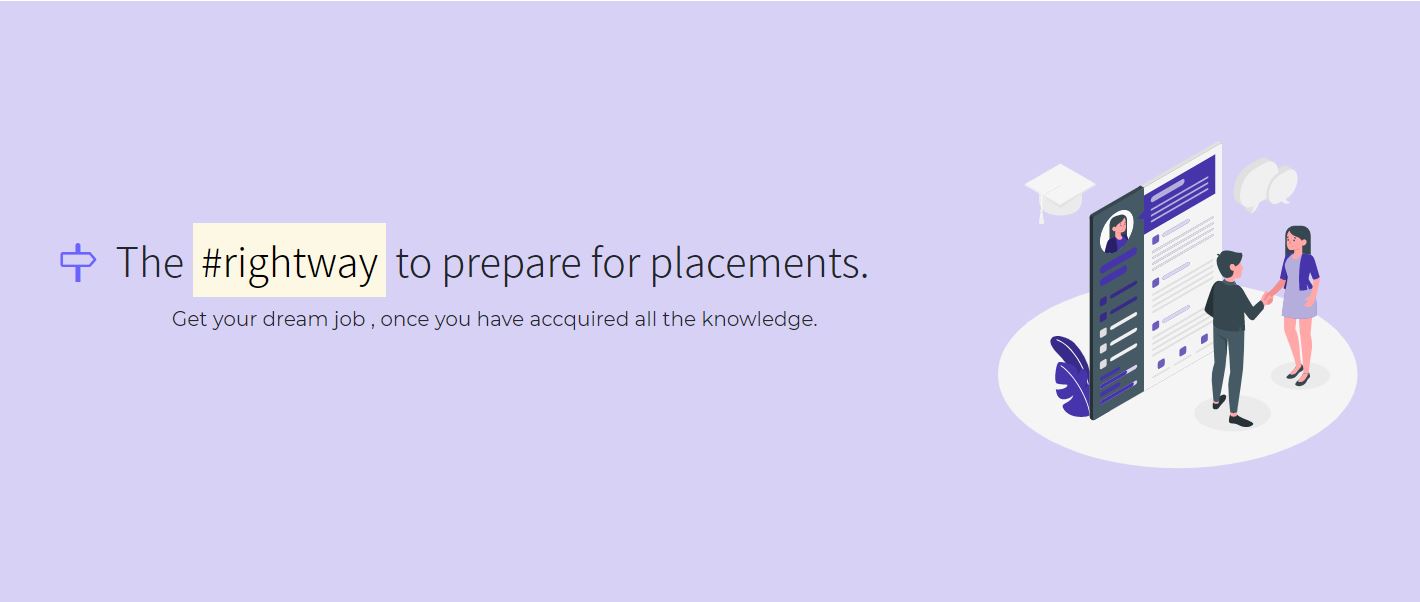 The #rightway to prepare for placements.
Get your dream job , once you have accquired all the knowledge.